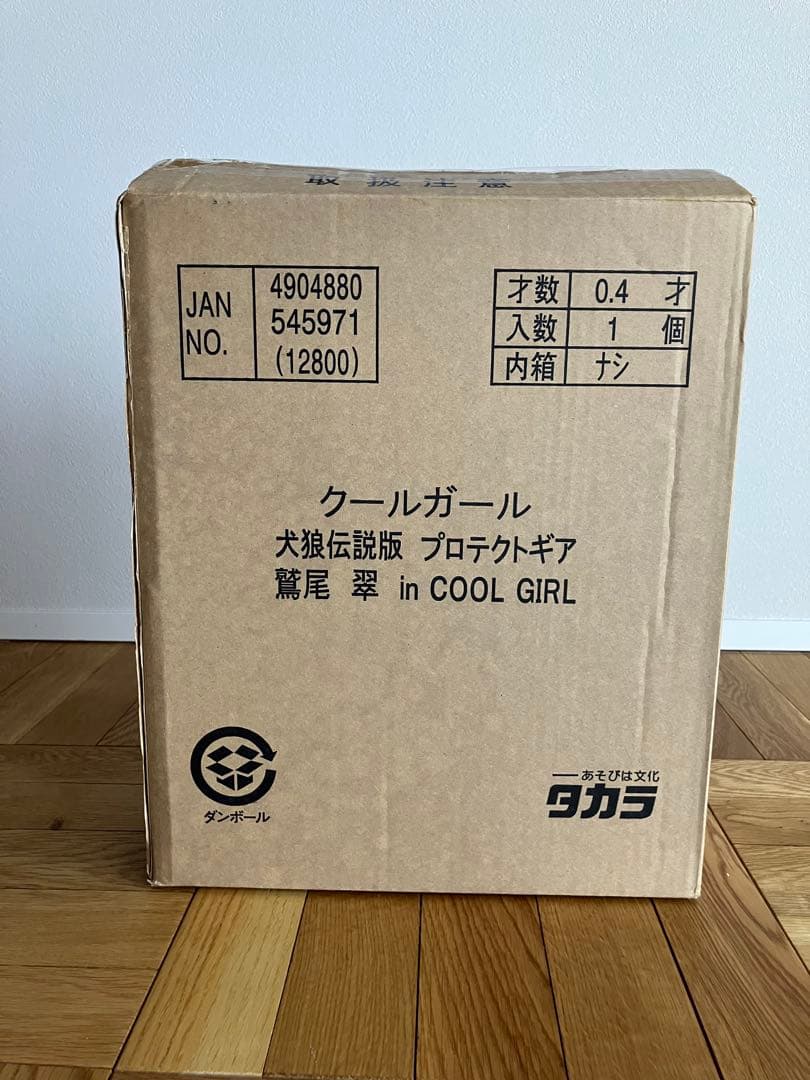 取扱注意
JAN NO.
4904880
545971
(12800)
才数 0.4 才
入数 1 個
内箱 ナシ
クールガール
犬狼伝説版 プロテクトギア
鷲尾 翠 in COOL GIRL
ダンボール
あそびは文化
タカラ